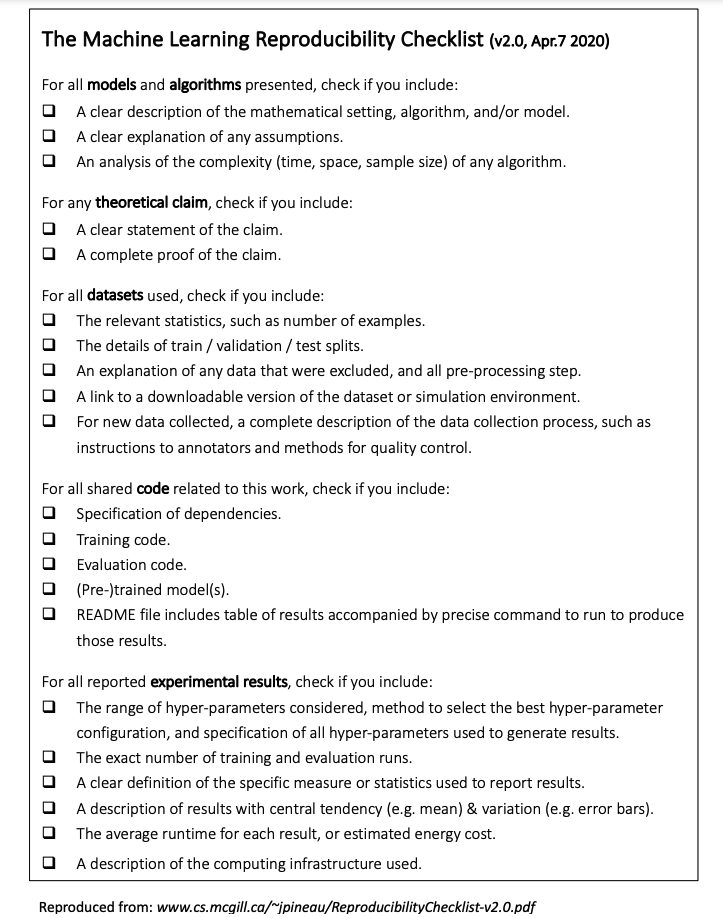 The Machine Learning Reproducibility Checklist (v2.0, Apr.7 2020)
For all models and algorithms presented, check if you include:
❑ A clear description of the mathematical setting, algorithm, and/or model.
❑ A clear explanation of any assumptions.
❑ An analysis of the complexity (time, space, sample size) of any algorithm.
For any theoretical claim, check if you include:
❑ A clear statement of the claim.
❑ A complete proof of the claim.
For all datasets used, check if you include:
❑ The relevant statistics, such as number of examples.
❑ The details of train / validation / test splits.
❑ An explanation of any data that were excluded, and all pre-processing step.
❑ A link to a downloadable version of the dataset or simulation environment.
❑ For new data collected, a complete description of the data collection process, such as
instructions to annotators and methods for quality control.
For all shared code related to this work, check if you include:
❑ Specification of dependencies.
❑ Training code.
❑ Evaluation code.
❑ (Pre-)trained model(s).
❑ README file includes table of results accompanied by precise command to run to produce
those results.
For all reported experimental results, check if you include:
❑ The range of hyper-parameters considered, method to select the best hyper-parameter
configuration, and specification of all hyper-parameters used to generate results.
❑ The exact number of training and evaluation runs.
❑ A clear definition of the specific measure or statistics used to report results.
❑ A description of results with central tendency (e.g. mean) & variation (e.g. error bars).
❑ The average runtime for each result, or estimated energy cost.
❑ A description of the computing infrastructure used.
Reproduced from: www.cs.mcgill.ca/~jpineau/ReproducibilityChecklist-v2.0.pdf